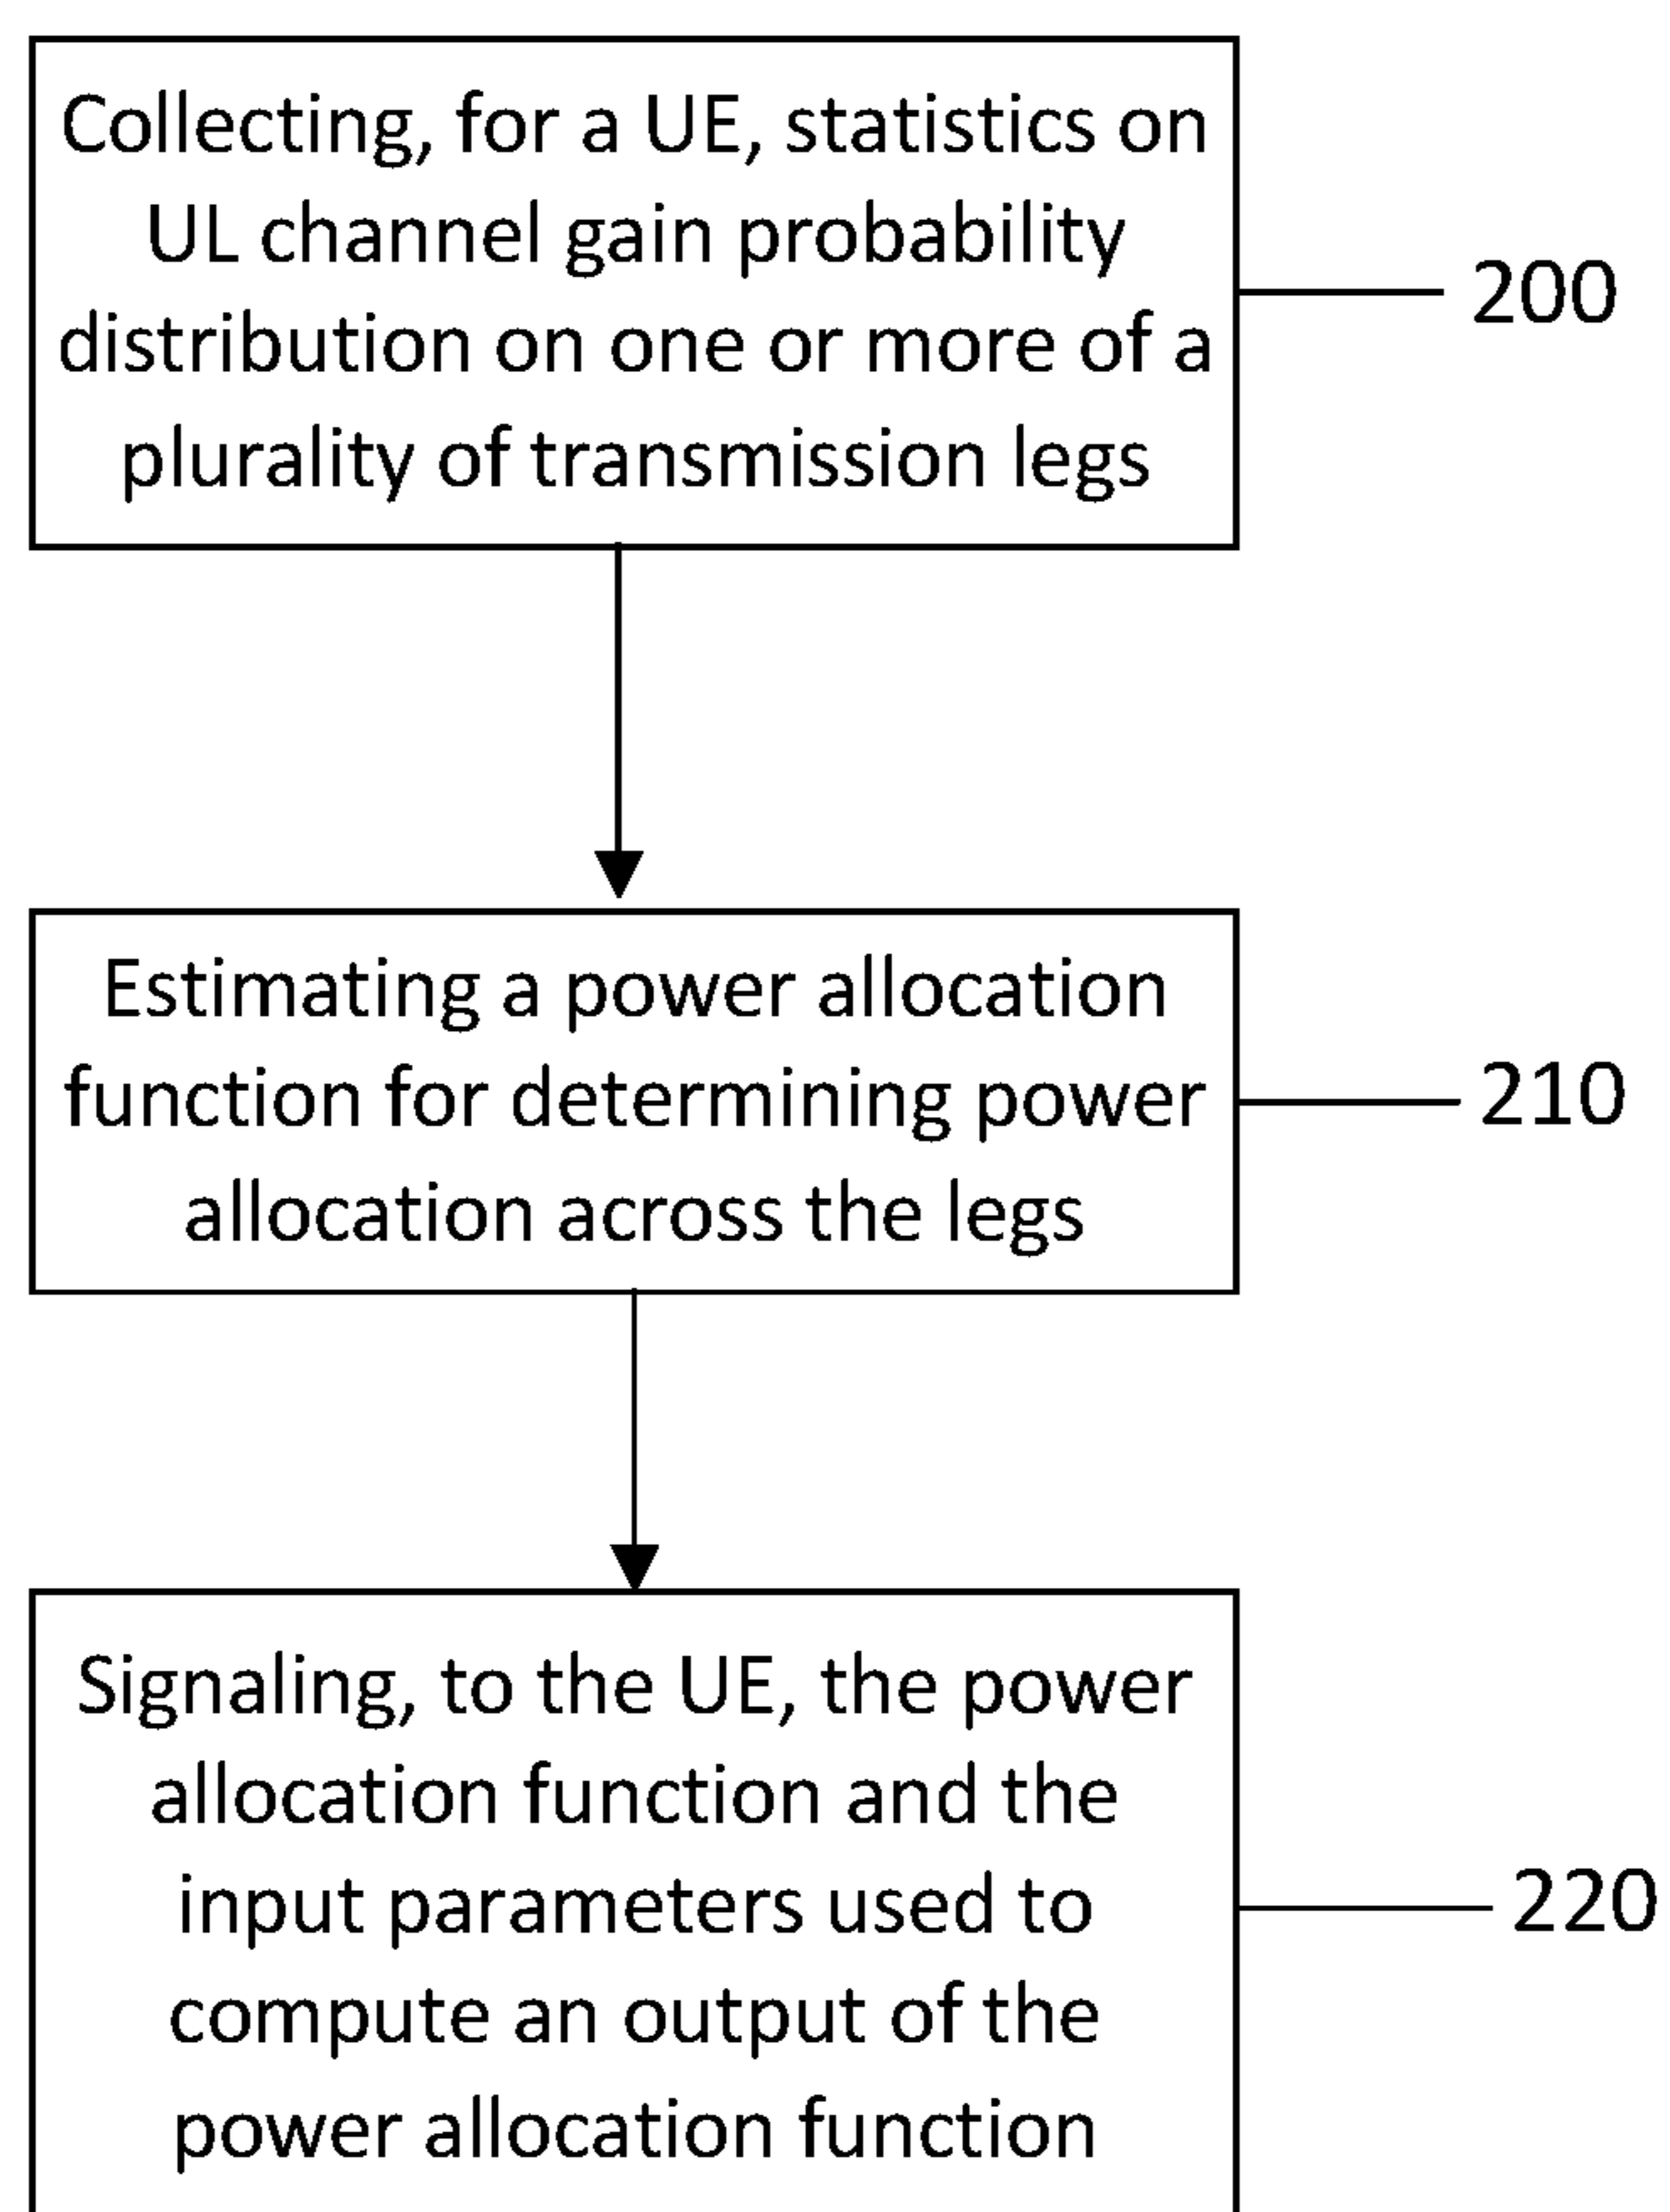 Collecting, for a UE, statistics on
UL channel gain probability
distribution on one or more of a
plurality of transmission legs
200
Estimating a power allocation
function for determining power
allocation across the legs
210
Signaling, to the UE, the power
allocation function and the
input parameters used to
compute an output of the
power allocation function
220